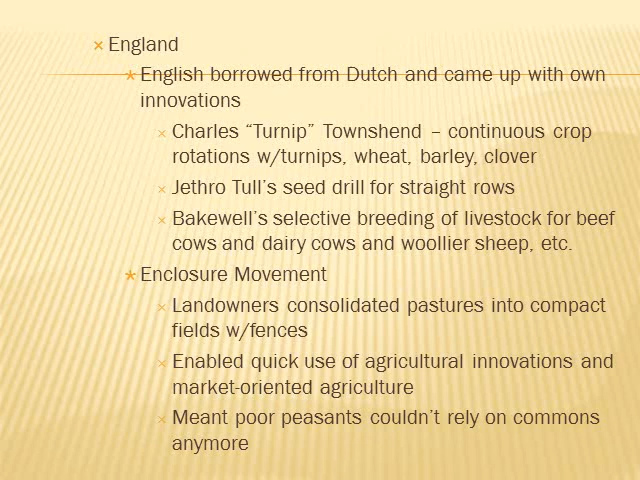 England
English borrowed from Dutch and came up with own
innovations
Charles “Turnip” Townshend – continuous crop
rotations w/turnips, wheat, barley, clover
Jethro Tull’s seed drill for straight rows
Bakewell’s selective breeding of livestock for beef
cows and dairy cows and woollier sheep, etc.
Enclosure Movement
Landowners consolidated pastures into compact
fields w/fences
Enabled quick use of agricultural innovations and
market-oriented agriculture
Meant poor peasants couldn’t rely on commons
anymore